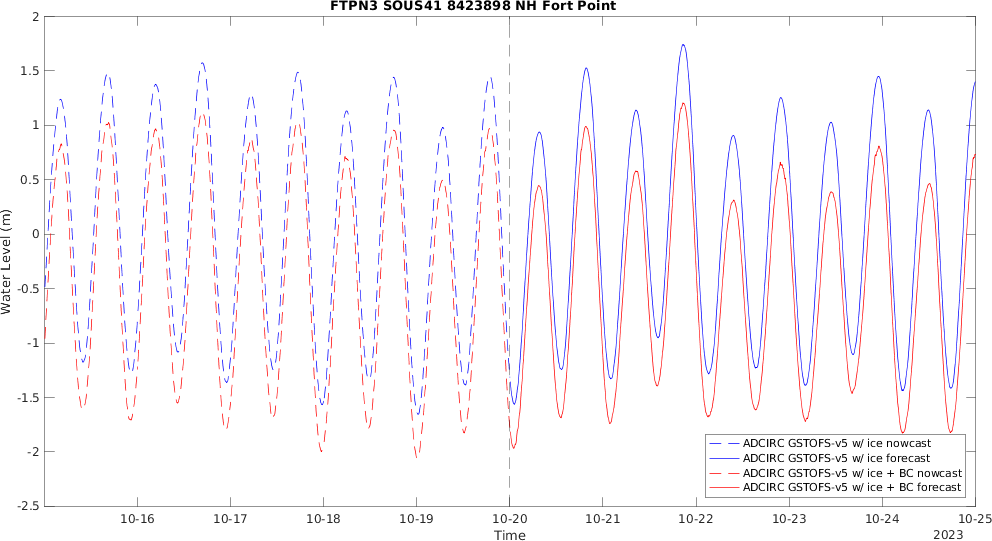 FTPN3 SOUS41 8423898 NH Fort Point
2
1.5
1
0.5
0
-0.5
-1
-1.5
-2
-2.5
Water Level (m)
10-16 10-17 10-18 10-19 10-20 10-21 10-22 10-23 10-24 10-25
Time
2023
ADCIRC GSTOFS-v5 w/ ice nowcast
ADCIRC GSTOFS-v5 w/ ice forecast
ADCIRC GSTOFS-v5 w/ ice + BC nowcast
ADCIRC GSTOFS-v5 w/ ice + BC forecast